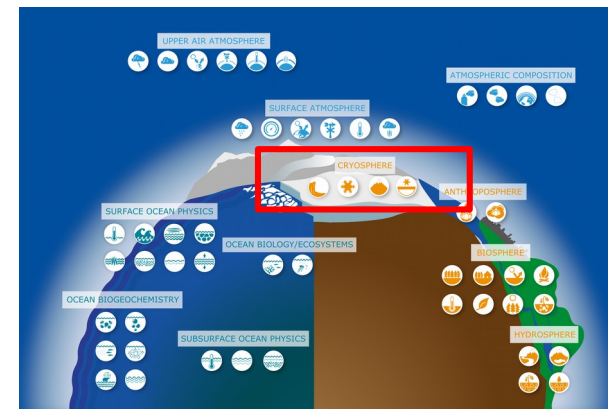 UPPER AIR ATMOSPHERE
ATMOSPHERIC COMPOSITION
SURFACE ATMOSPHERE
CRYOSPHERE
ANTHROPOSPHERE
SURFACE OCEAN PHYSICS
OCEAN BIOLOGY/ECOSYSTEMS
BIOSPHERE
OCEAN BIOGEOCHEMISTRY
SUBSURFACE OCEAN PHYSICS
HYDROSPHERE